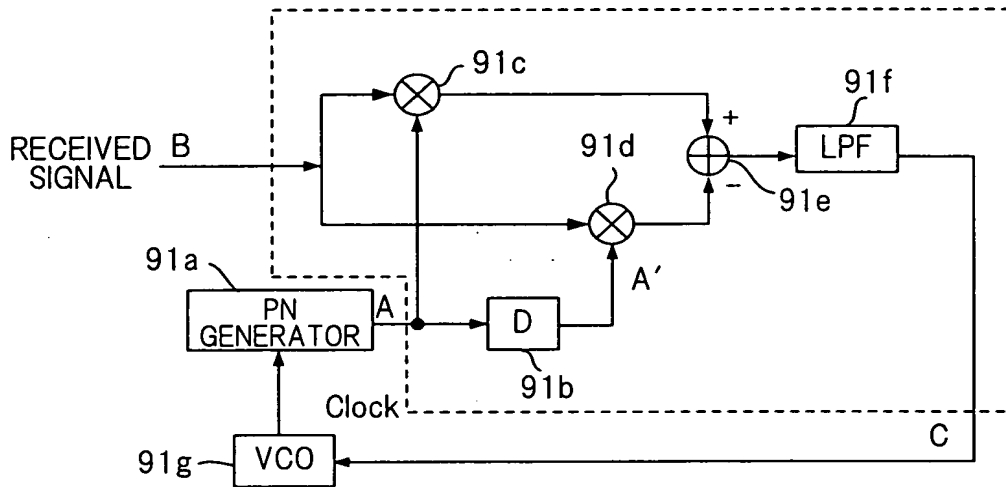 91c
91f
+
LPF
RECEIVED B
SIGNAL
91d
-
91e
91a
A'
PN
GENERATOR
A
D
91b
Clock
C
91g
VCO